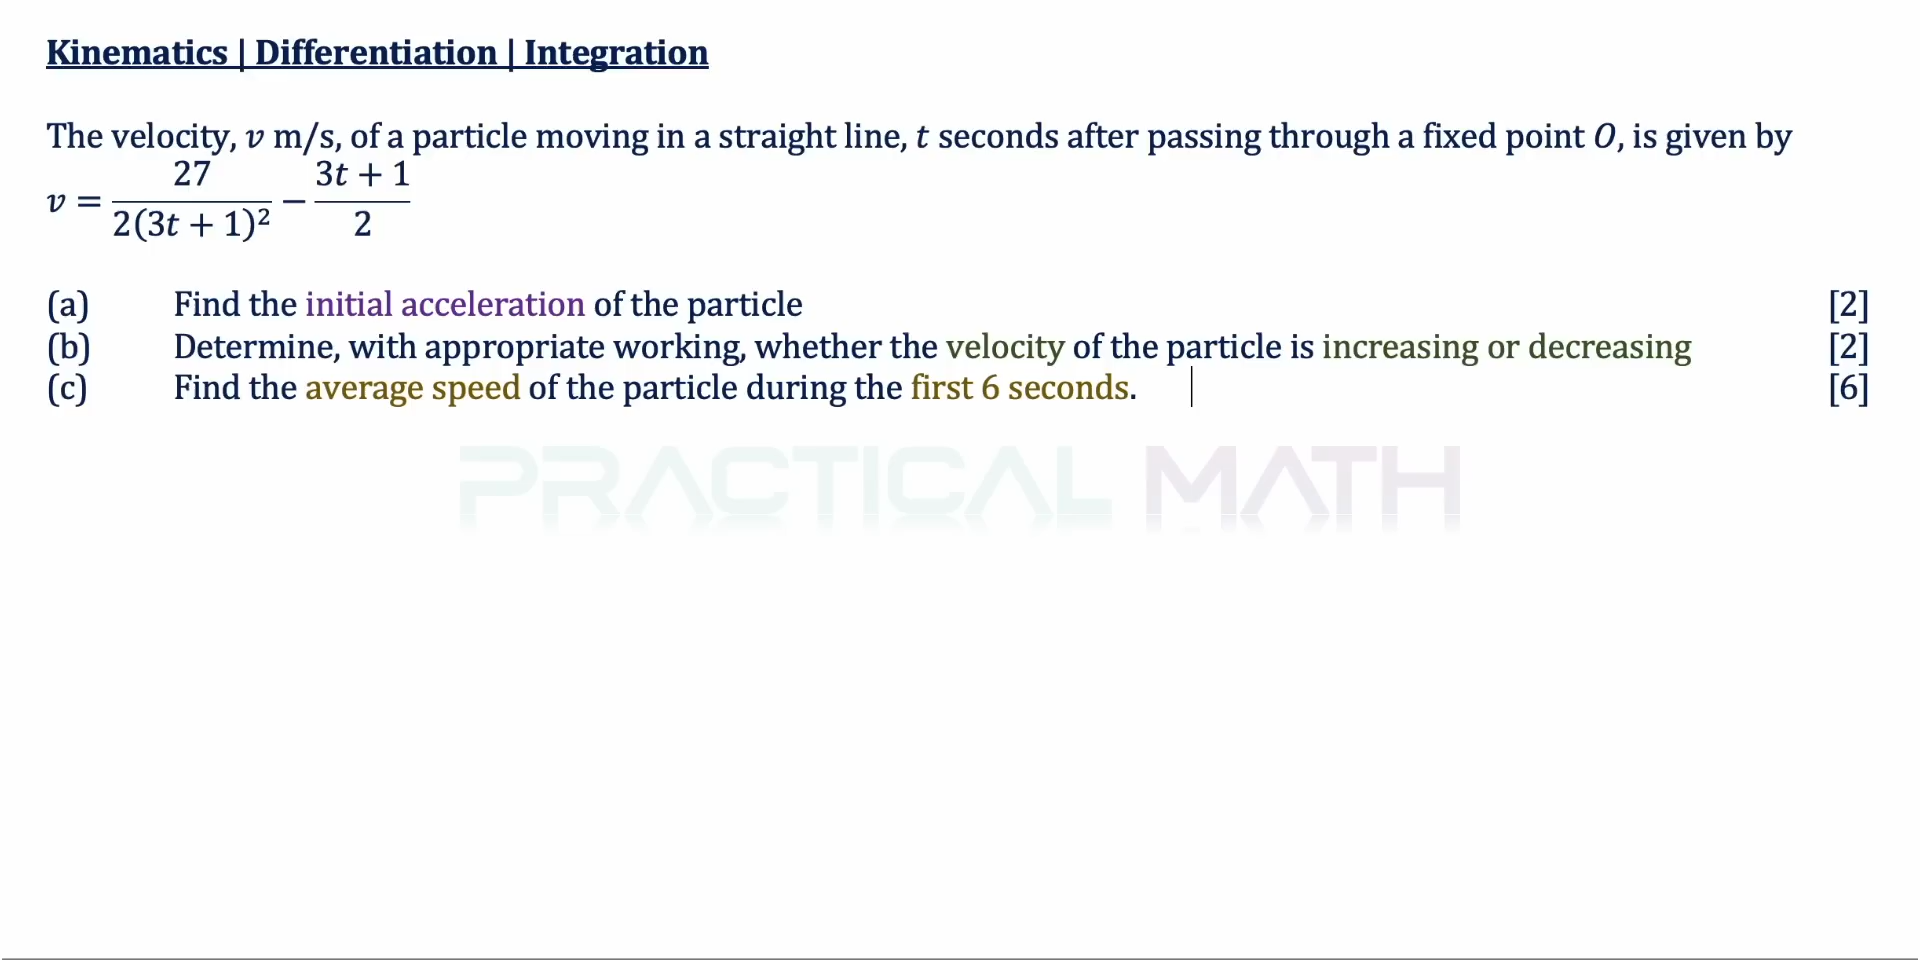 Kinematics | Differentiation | Integration
The velocity, v m/s, of a particle moving in a straight line, t seconds after passing through a fixed point O, is given by
v = 27/(2(3t + 1)²) − (3t + 1)/2
(a) Find the initial acceleration of the particle [2]
(b) Determine, with appropriate working, whether the velocity of the particle is increasing or decreasing [2]
(c) Find the average speed of the particle during the first 6 seconds. [6]
PRACTICAL MATH